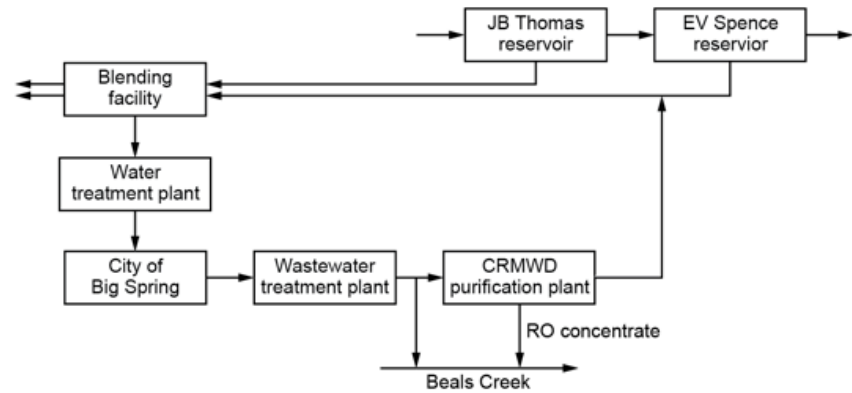 JB Thomas
reservoir
EV Spence
reservior
Blending
facility
Water
treatment plant
City of
Big Spring
Wastewater
treatment plant
CRMWD
purification plant
RO concentrate
Beals Creek